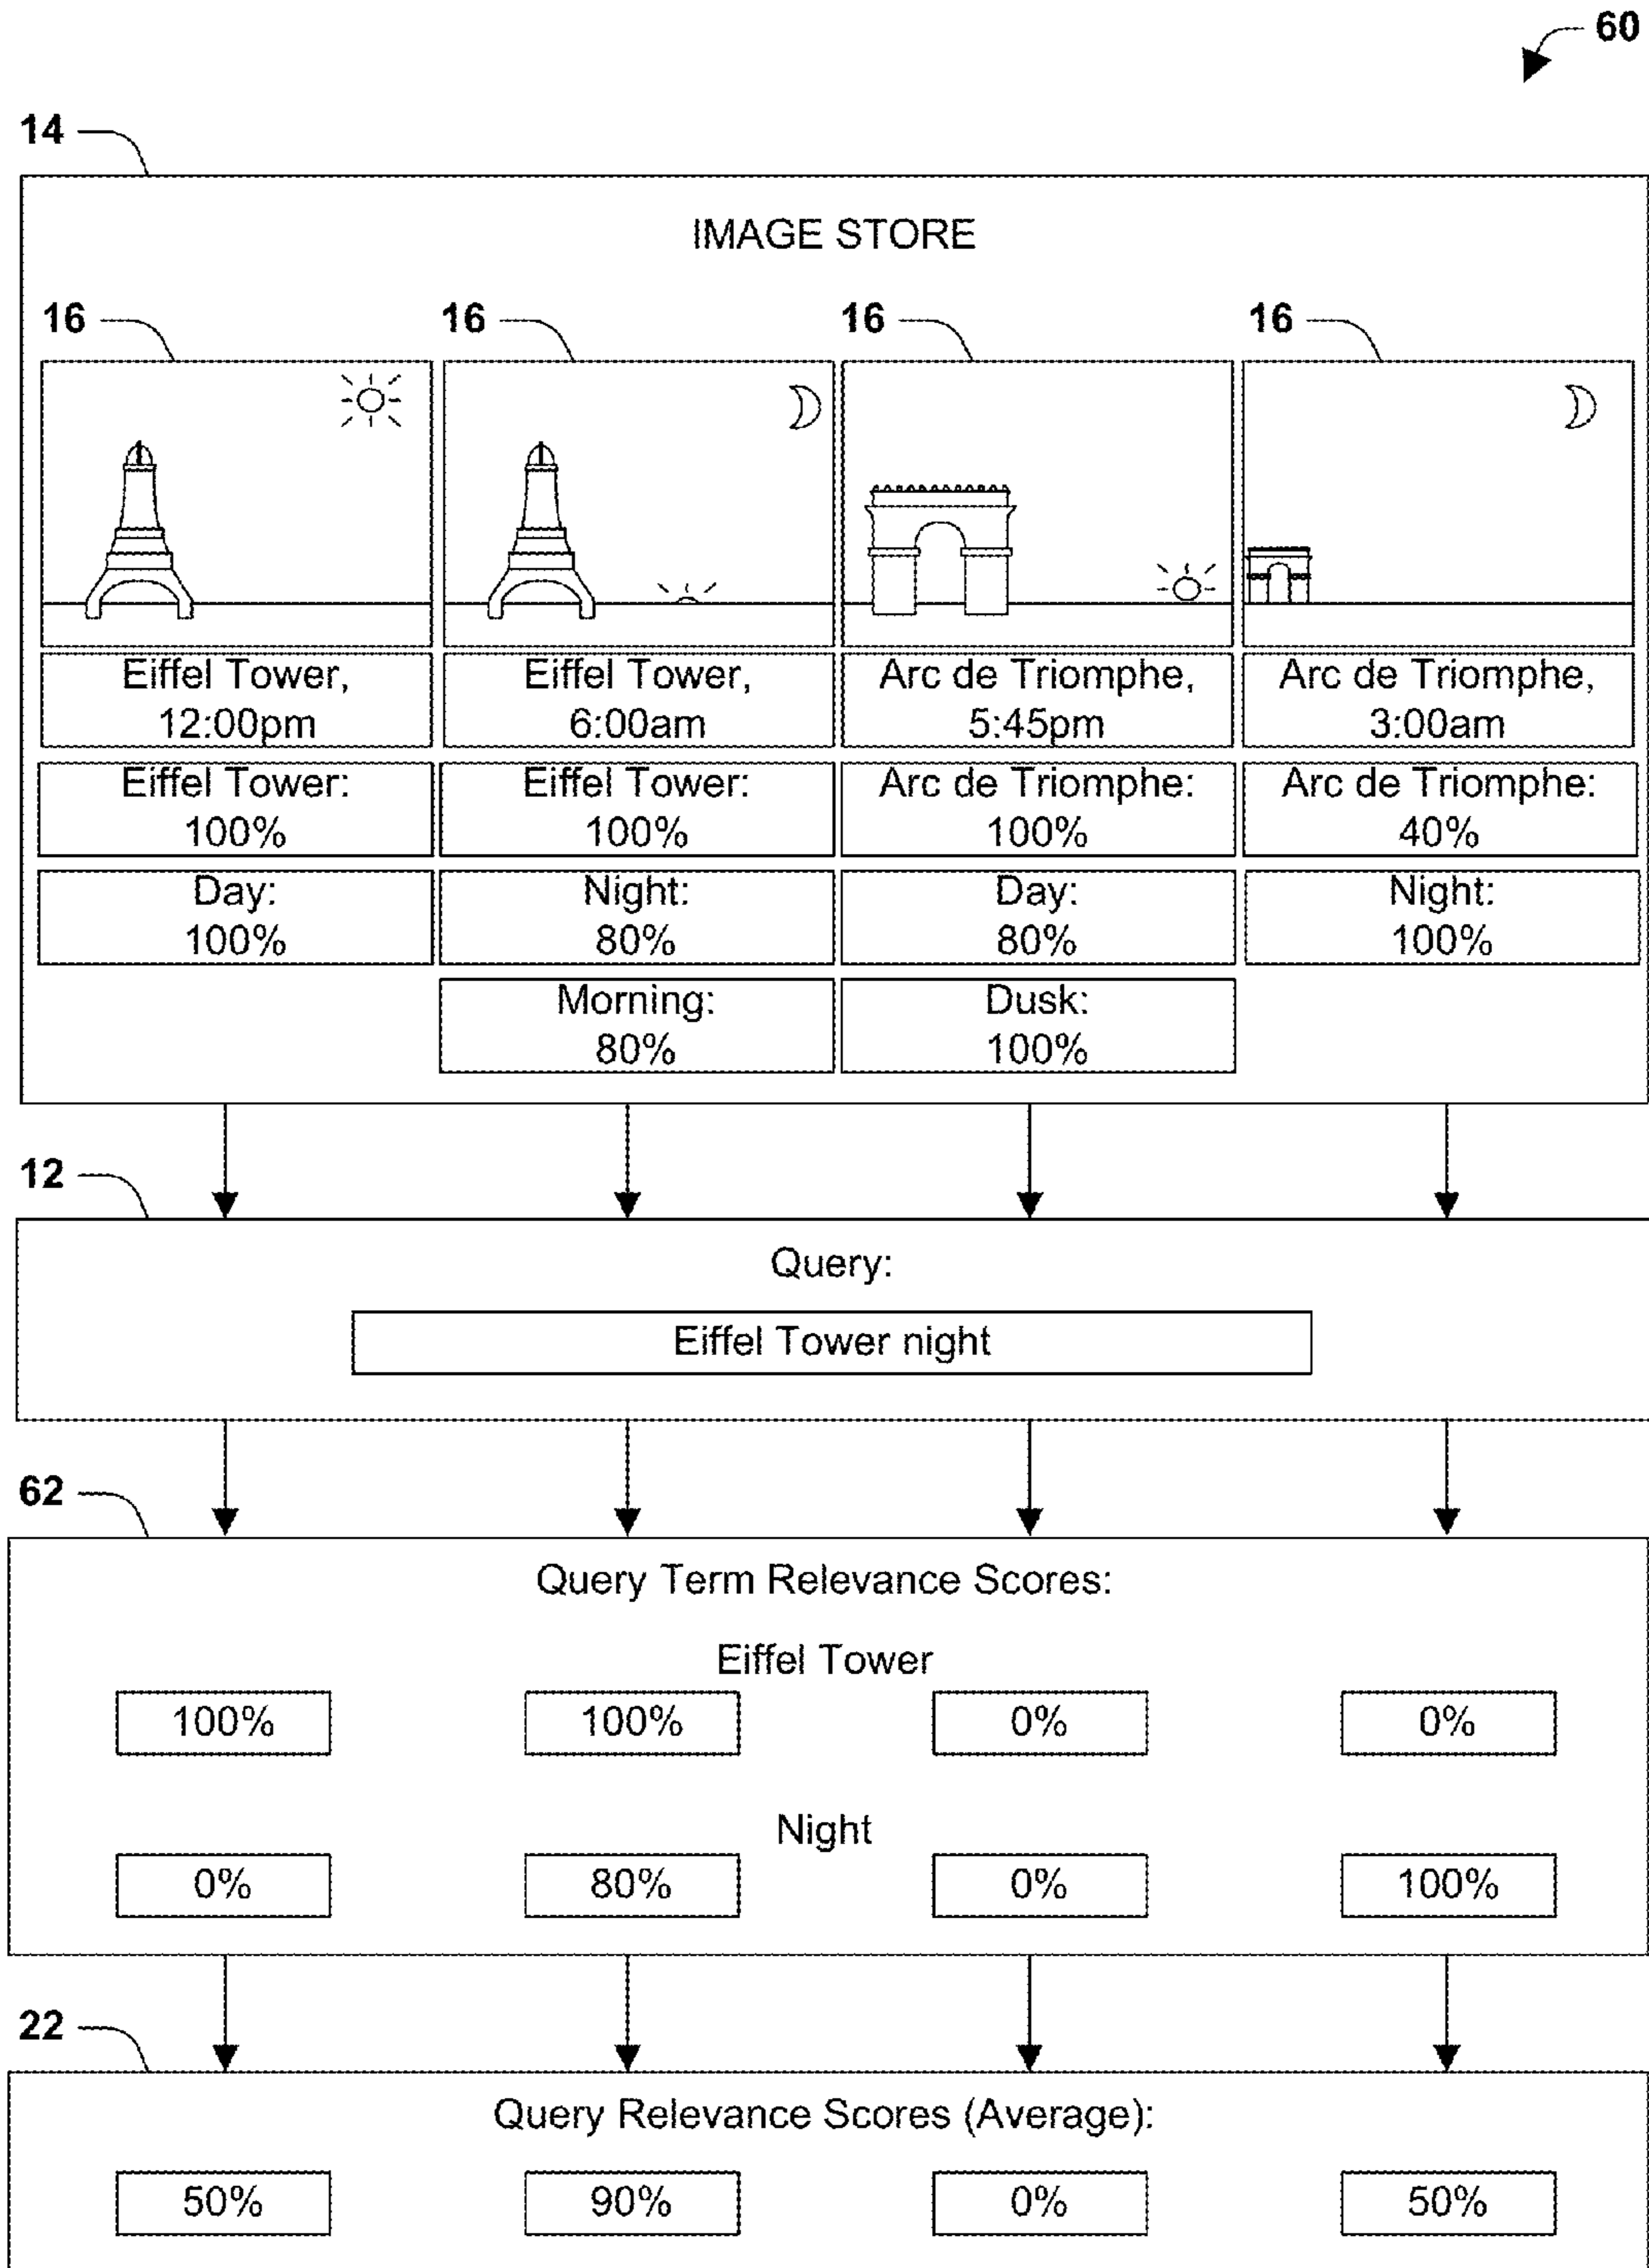 60
14
IMAGE STORE
16 16 16 16
Eiffel Tower, Eiffel Tower, Arc de Triomphe, Arc de Triomphe,
12:00pm 6:00am 5:45pm 3:00am
Eiffel Tower: Eiffel Tower: Arc de Triomphe: Arc de Triomphe:
100% 100% 100% 40%
Day: Night: Day: Night:
100% 80% 80% 100%
Morning: Dusk:
80% 100%
12
Query:
Eiffel Tower night
62
Query Term Relevance Scores:
Eiffel Tower
100% 100% 0% 0%
Night
0% 80% 0% 100%
22
Query Relevance Scores (Average):
50% 90% 0% 50%